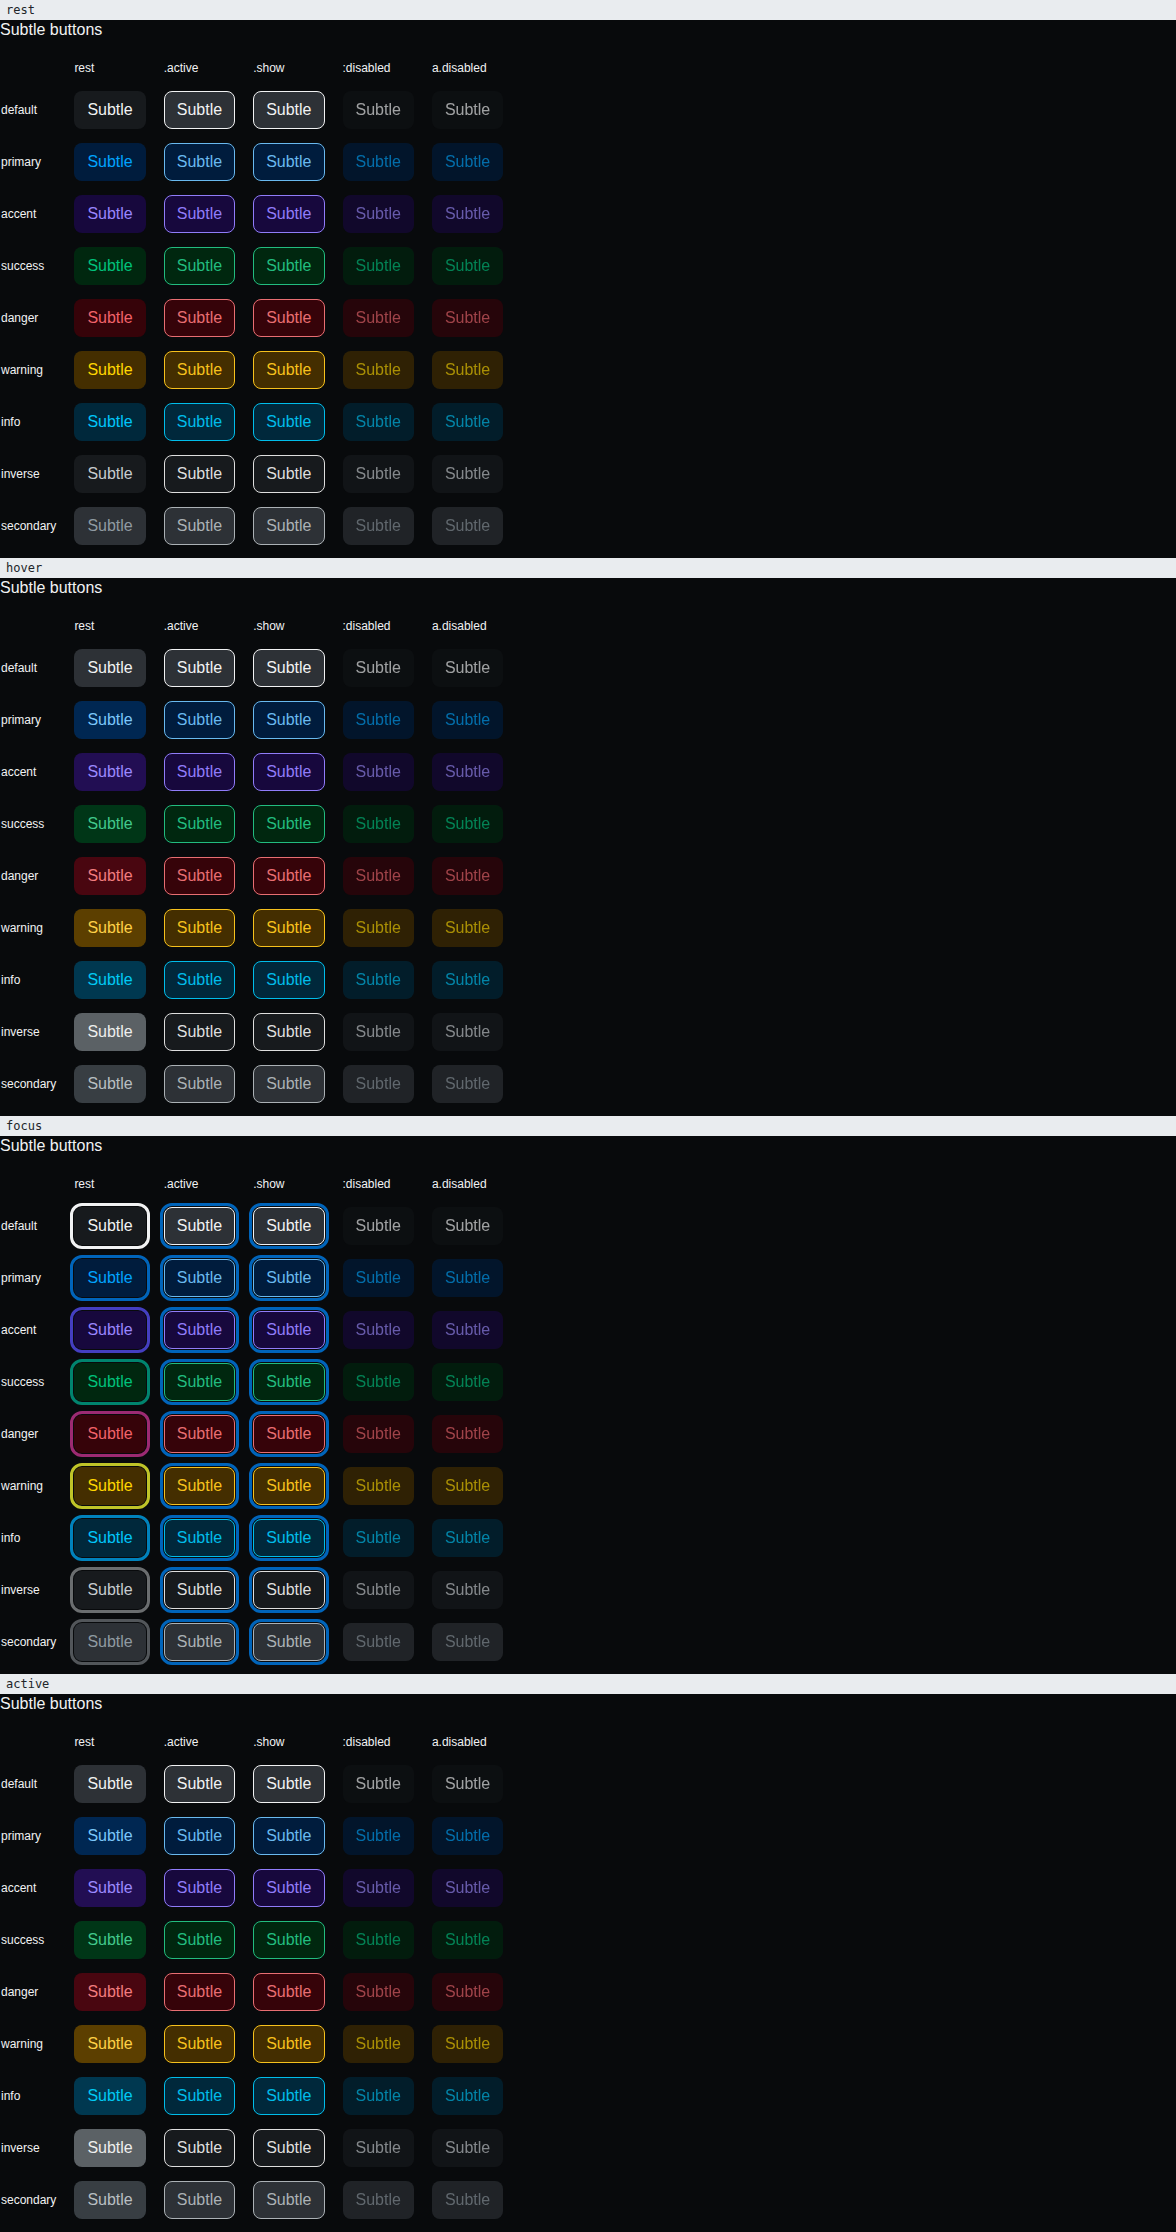 rest
Subtle buttons
rest .active .show :disabled a.disabled
default Subtle Subtle Subtle Subtle Subtle
primary Subtle Subtle Subtle Subtle Subtle
accent Subtle Subtle Subtle Subtle Subtle
success Subtle Subtle Subtle Subtle Subtle
danger Subtle Subtle Subtle Subtle Subtle
warning Subtle Subtle Subtle Subtle Subtle
info Subtle Subtle Subtle Subtle Subtle
inverse Subtle Subtle Subtle Subtle Subtle
secondary Subtle Subtle Subtle Subtle Subtle
hover
Subtle buttons
rest .active .show :disabled a.disabled
default Subtle Subtle Subtle Subtle Subtle
primary Subtle Subtle Subtle Subtle Subtle
accent Subtle Subtle Subtle Subtle Subtle
success Subtle Subtle Subtle Subtle Subtle
danger Subtle Subtle Subtle Subtle Subtle
warning Subtle Subtle Subtle Subtle Subtle
info Subtle Subtle Subtle Subtle Subtle
inverse Subtle Subtle Subtle Subtle Subtle
secondary Subtle Subtle Subtle Subtle Subtle
focus
Subtle buttons
rest .active .show :disabled a.disabled
default Subtle Subtle Subtle Subtle Subtle
primary Subtle Subtle Subtle Subtle Subtle
accent Subtle Subtle Subtle Subtle Subtle
success Subtle Subtle Subtle Subtle Subtle
danger Subtle Subtle Subtle Subtle Subtle
warning Subtle Subtle Subtle Subtle Subtle
info Subtle Subtle Subtle Subtle Subtle
inverse Subtle Subtle Subtle Subtle Subtle
secondary Subtle Subtle Subtle Subtle Subtle
active
Subtle buttons
rest .active .show :disabled a.disabled
default Subtle Subtle Subtle Subtle Subtle
primary Subtle Subtle Subtle Subtle Subtle
accent Subtle Subtle Subtle Subtle Subtle
success Subtle Subtle Subtle Subtle Subtle
danger Subtle Subtle Subtle Subtle Subtle
warning Subtle Subtle Subtle Subtle Subtle
info Subtle Subtle Subtle Subtle Subtle
inverse Subtle Subtle Subtle Subtle Subtle
secondary Subtle Subtle Subtle Subtle Subtle